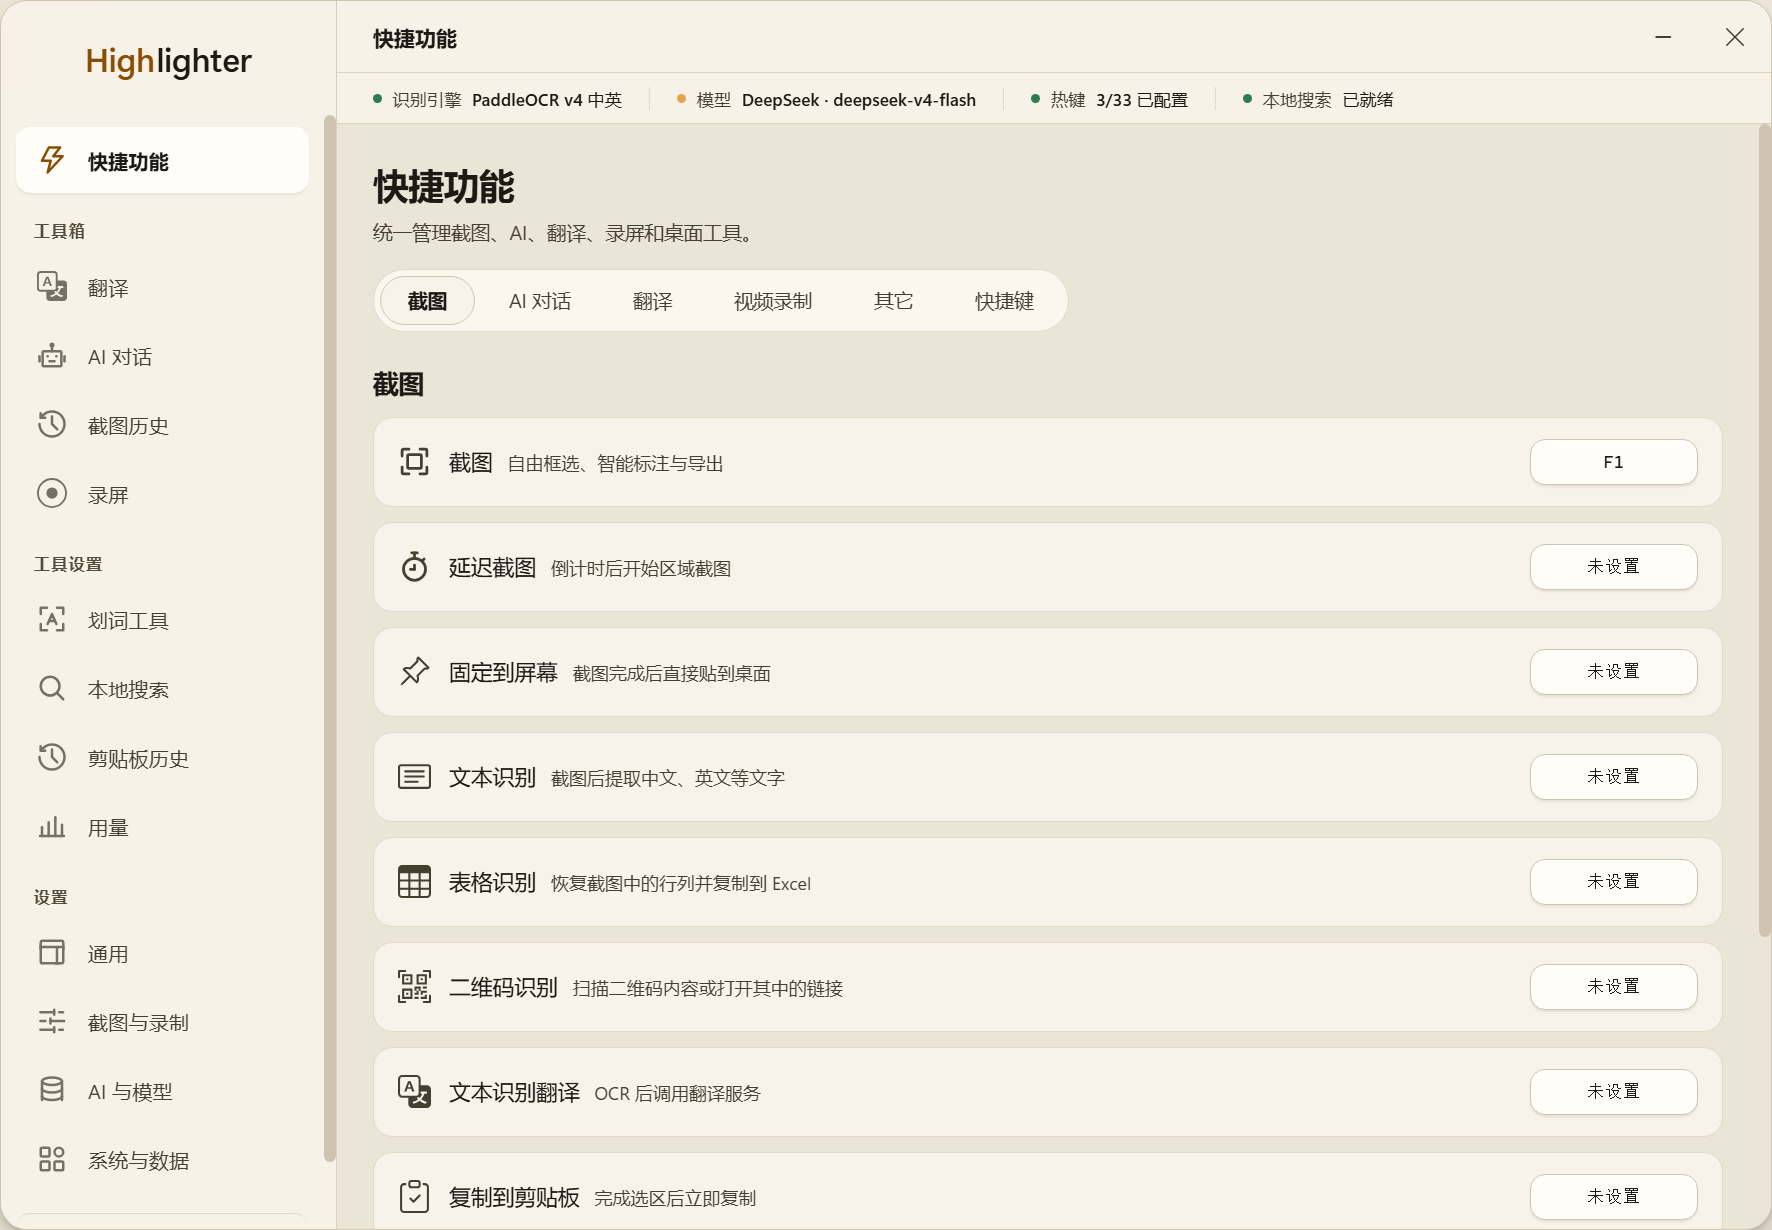 Highlighter
快捷功能
工具箱
翻译
AI 对话
截图历史
录屏
工具设置
划词工具
本地搜索
剪贴板历史
用量
设置
通用
截图与录制
AI 与模型
系统与数据
快捷功能
识别引擎 PaddleOCR v4 中英 模型 DeepSeek · deepseek-v4-flash 热键 3/33 已配置 本地搜索 已就绪
快捷功能
统一管理截图、AI、翻译、录屏和桌面工具。
截图 AI 对话 翻译 视频录制 其它 快捷键
截图
截图 自由框选、智能标注与导出 F1
延迟截图 倒计时后开始区域截图 未设置
固定到屏幕 截图完成后直接贴到桌面 未设置
文本识别 截图后提取中文、英文等文字 未设置
表格识别 恢复截图中的行列并复制到 Excel 未设置
二维码识别 扫描二维码内容或打开其中的链接 未设置
文本识别翻译 OCR 后调用翻译服务 未设置
复制到剪贴板 完成选区后立即复制 未设置